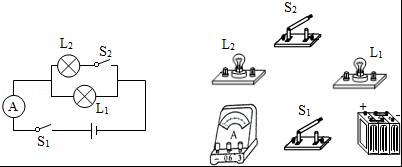 L₂ S₂
A
L₁
S₁
S₂
L₂
L₁
S₁
A
- 0.6 3
+ -